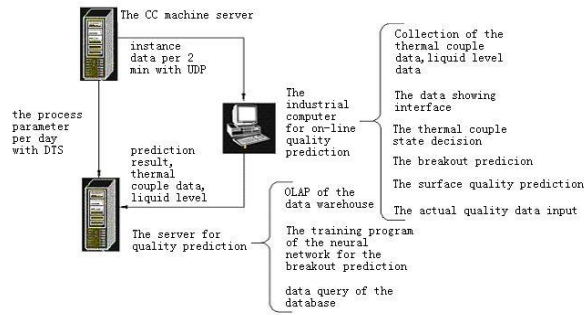 The CC machine server
instance
data per 2
min with UDP
the process
parameter
per day
with DTS
The
industrial
computer
for on-line
quality
prediction
Collection of the
thermal couple
data, liquid level
data
The data showing
interface
The thermal couple
state decision
The breakout predicion
The surface quality prediction
The actual quality data input
prediction
result,
thermal
couple data,
liquid level
The server for
quality prediction
OLAP of the
data warehouse
The training program
of the neural
network for the
breakout prediction
data query of the
database